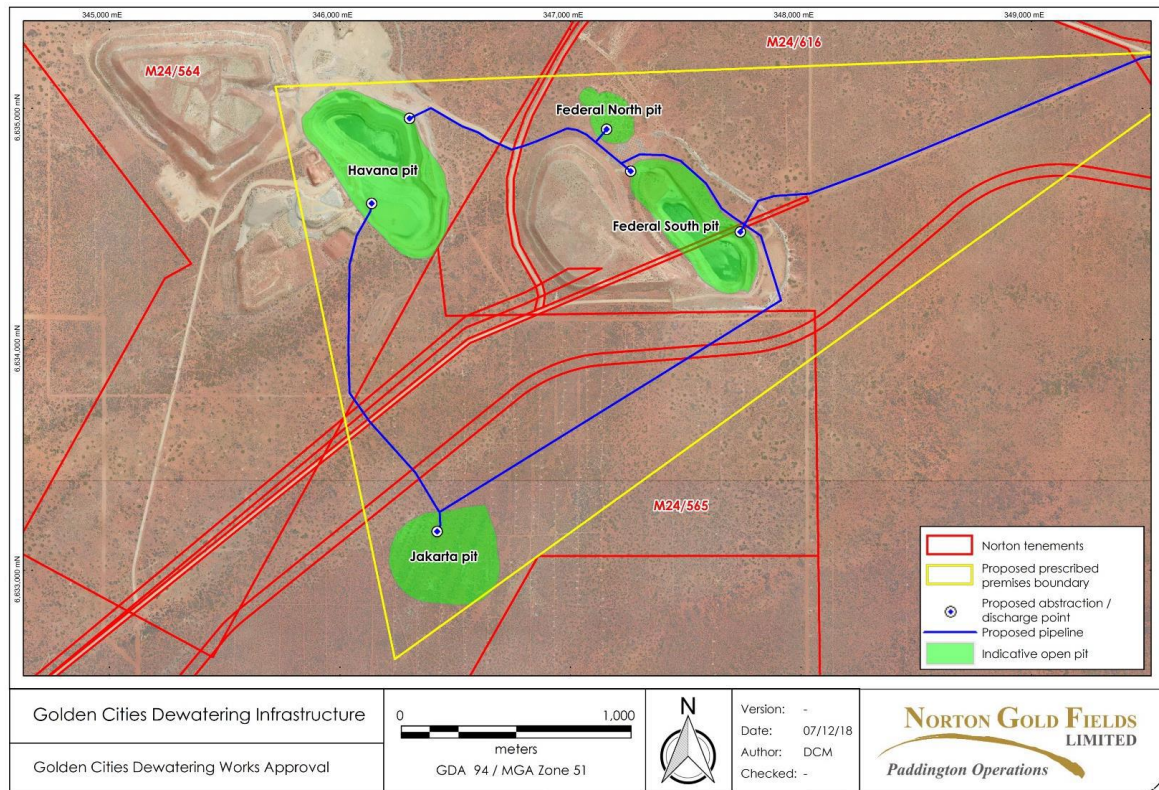 345,000 mE
346,000 mE
347,000 mE
348,000 mE
349,000 mE
6,635,000 mN
6,634,000 mN
6,633,000 mN
M24/564
M24/616
Federal North pit
Havana pit
Federal South pit
M24/565
Jakarta pit
Norton tenements
Proposed prescribed
premises boundary
Proposed abstraction /
discharge point
Proposed pipeline
Indicative open pit
Golden Cities Dewatering Infrastructure
Golden Cities Dewatering Works Approval
0 1,000
meters
GDA 94 / MGA Zone 51
N
Version: -
Date: 07/12/18
Author: DCM
Checked: -
NORTON GOLD FIELDS
LIMITED
Paddington Operations